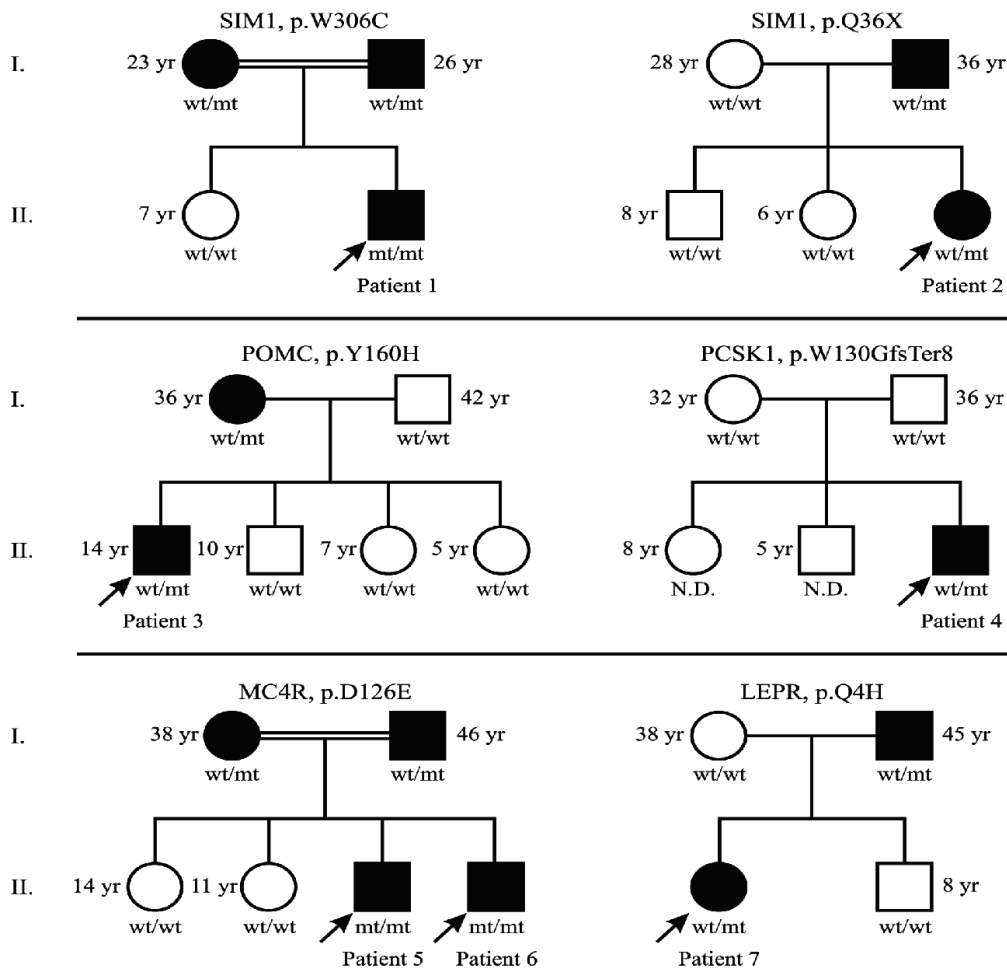 SIM1, p.W306C SIM1, p.Q36X
I. 23 yr 26 yr 28 yr 36 yr
wt/mt wt/mt wt/wt wt/mt
II. 7 yr 8 yr 6 yr
wt/wt mt/mt wt/wt wt/wt wt/mt
Patient 1 Patient 2
POMC, p.Y160H PCSK1, p.W130GfsTer8
I. 36 yr 42 yr 32 yr 36 yr
wt/mt wt/wt wt/wt wt/wt
II. 14 yr 10 yr 7 yr 5 yr 8 yr 5 yr
wt/mt wt/wt wt/wt wt/wt N.D. N.D. wt/mt
Patient 3 Patient 4
MC4R, p.D126E LEPR, p.Q4H
I. 38 yr 46 yr 38 yr 45 yr
wt/mt wt/mt wt/wt wt/mt
II. 14 yr 11 yr 8 yr
wt/wt wt/wt mt/mt mt/mt wt/mt wt/wt
Patient 5 Patient 6 Patient 7